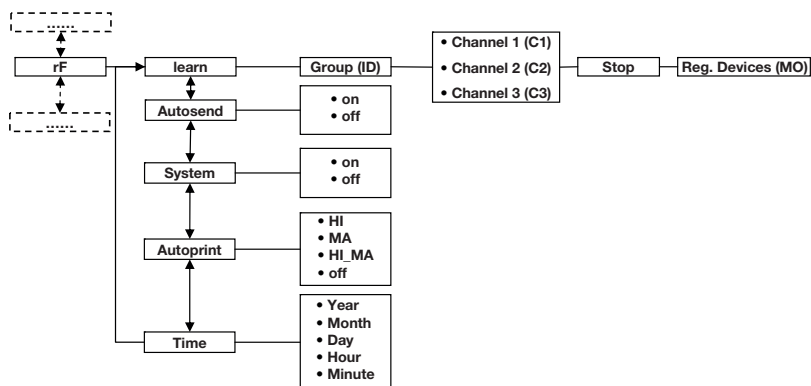 ......
rF
......
learn
Group (ID)
• Channel 1 (C1)
• Channel 2 (C2)
• Channel 3 (C3)
Stop
Reg. Devices (MO)
Autosend
• on
• off
System
• on
• off
Autoprint
• HI
• MA
• HI_MA
• off
Time
• Year
• Month
• Day
• Hour
• Minute